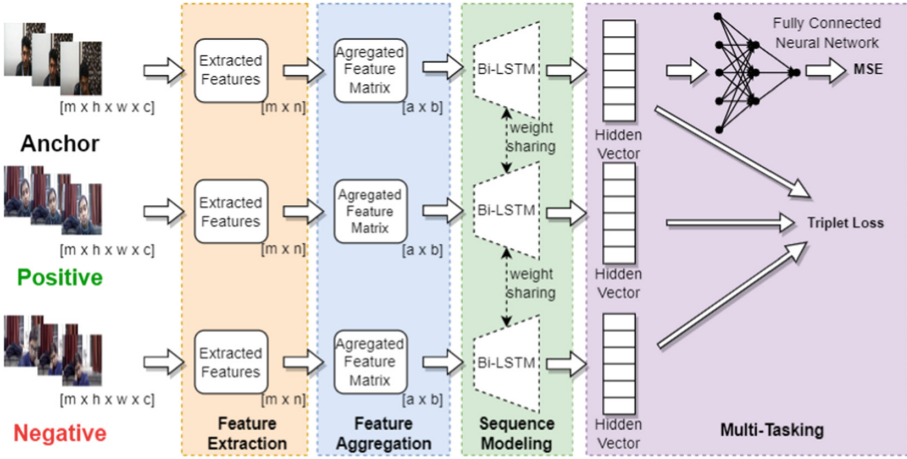 [m x h x w x c]
Anchor
Extracted
Features
[m x n]
Agregated
Feature
Matrix
[a x b]
Bi-LSTM
weight
sharing
Hidden
Vector
Fully Connected
Neural Network
MSE
[m x h x w x c]
Positive
Extracted
Features
[m x n]
Agregated
Feature
Matrix
[a x b]
Bi-LSTM
weight
sharing
Hidden
Vector
Triplet Loss
[m x h x w x c]
Negative
Extracted
Features
[m x n]
Agregated
Feature
Matrix
[a x b]
Bi-LSTM
Hidden
Vector
Feature
Extraction
Feature
Aggregation
Sequence
Modeling
Multi-Tasking